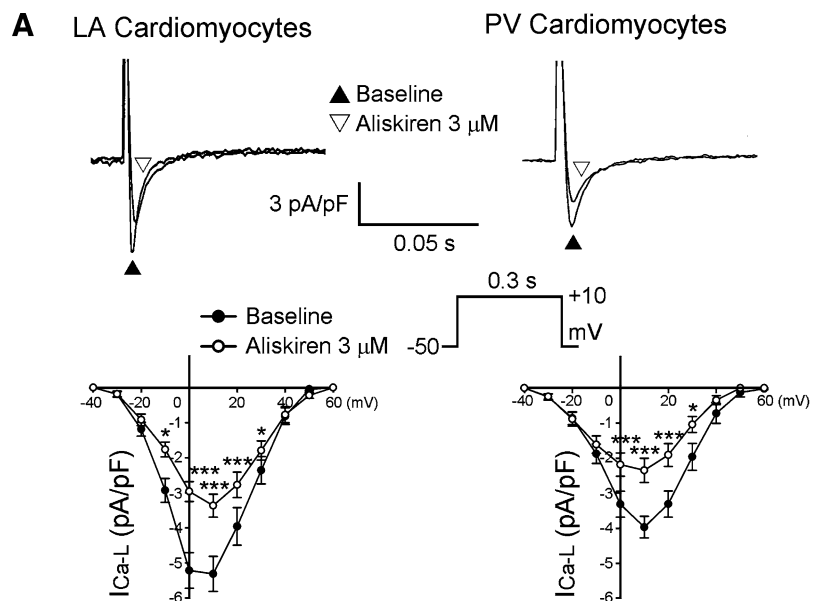 A
LA Cardiomyocytes
PV Cardiomyocytes
▲ Baseline
▽ Aliskiren 3 μM
3 pA/pF
0.05 s
0.3 s
+10
mV
-50
Baseline
Aliskiren 3 μM
-40 -20 0 20 40 60 (mV)
-1
-2
-3
-4
-5
-6
* *** *** *** *
ICa-L (pA/pF)
-40 -20 0 20 40 60 (mV)
-1
-2
-3
-4
-5
-6
*** *** *** *
ICa-L (pA/pF)